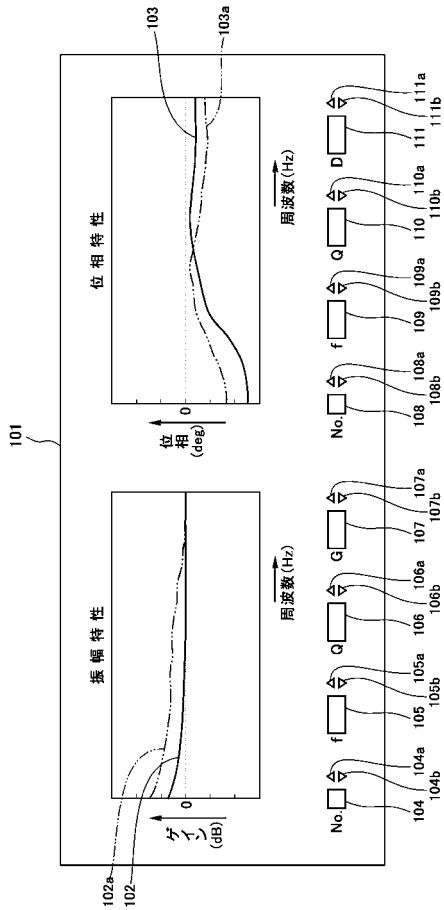 101
振幅特性
位相特性
102a
102
103
103a
ゲイン
(dB)
0
位相
(deg)
0
周波数(Hz)
周波数(Hz)
No.
f
Q
G
No.
f
Q
D
104
104b
104a
105
105b
105a
106
106b
106a
107
107b
107a
108
108b
108a
109
109b
109a
110
110b
110a
111
111b
111a